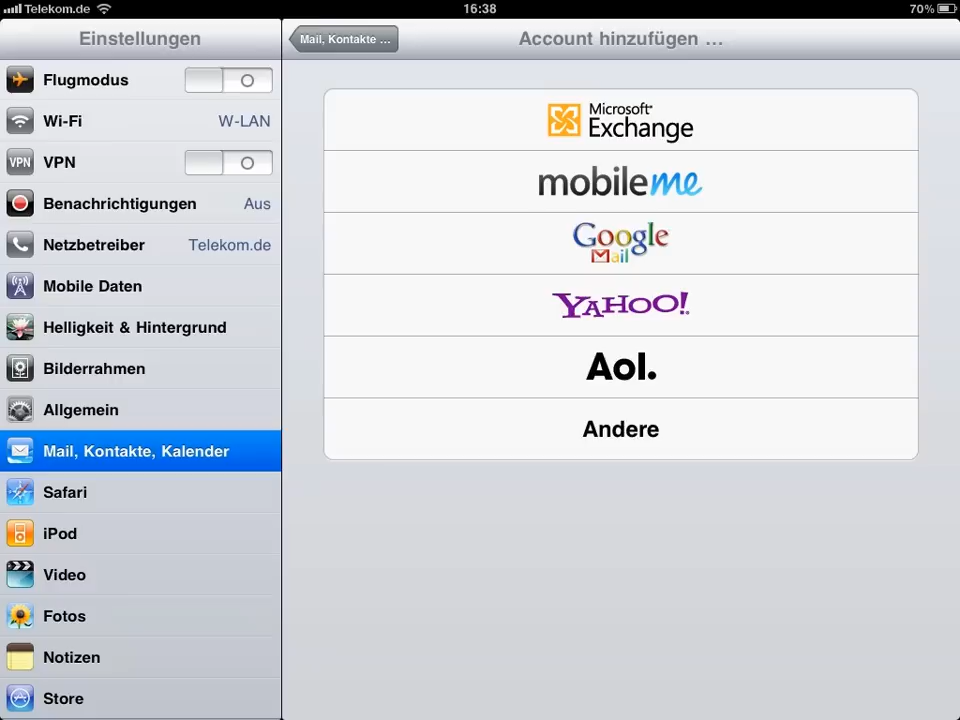 Telekom.de
16:38
70%
Einstellungen
Flugmodus
Wi-Fi
W-LAN
VPN
VPN
Benachrichtigungen
Aus
Netzbetreiber
Telekom.de
Mobile Daten
Helligkeit & Hintergrund
Bilderrahmen
Allgemein
Mail, Kontakte, Kalender
Safari
iPod
Video
Fotos
Notizen
Store
Mail, Kontakte ...
Account hinzufügen ...
Microsoft
Exchange
mobileme
Google
Mail
YAHOO!
Aol.
Andere